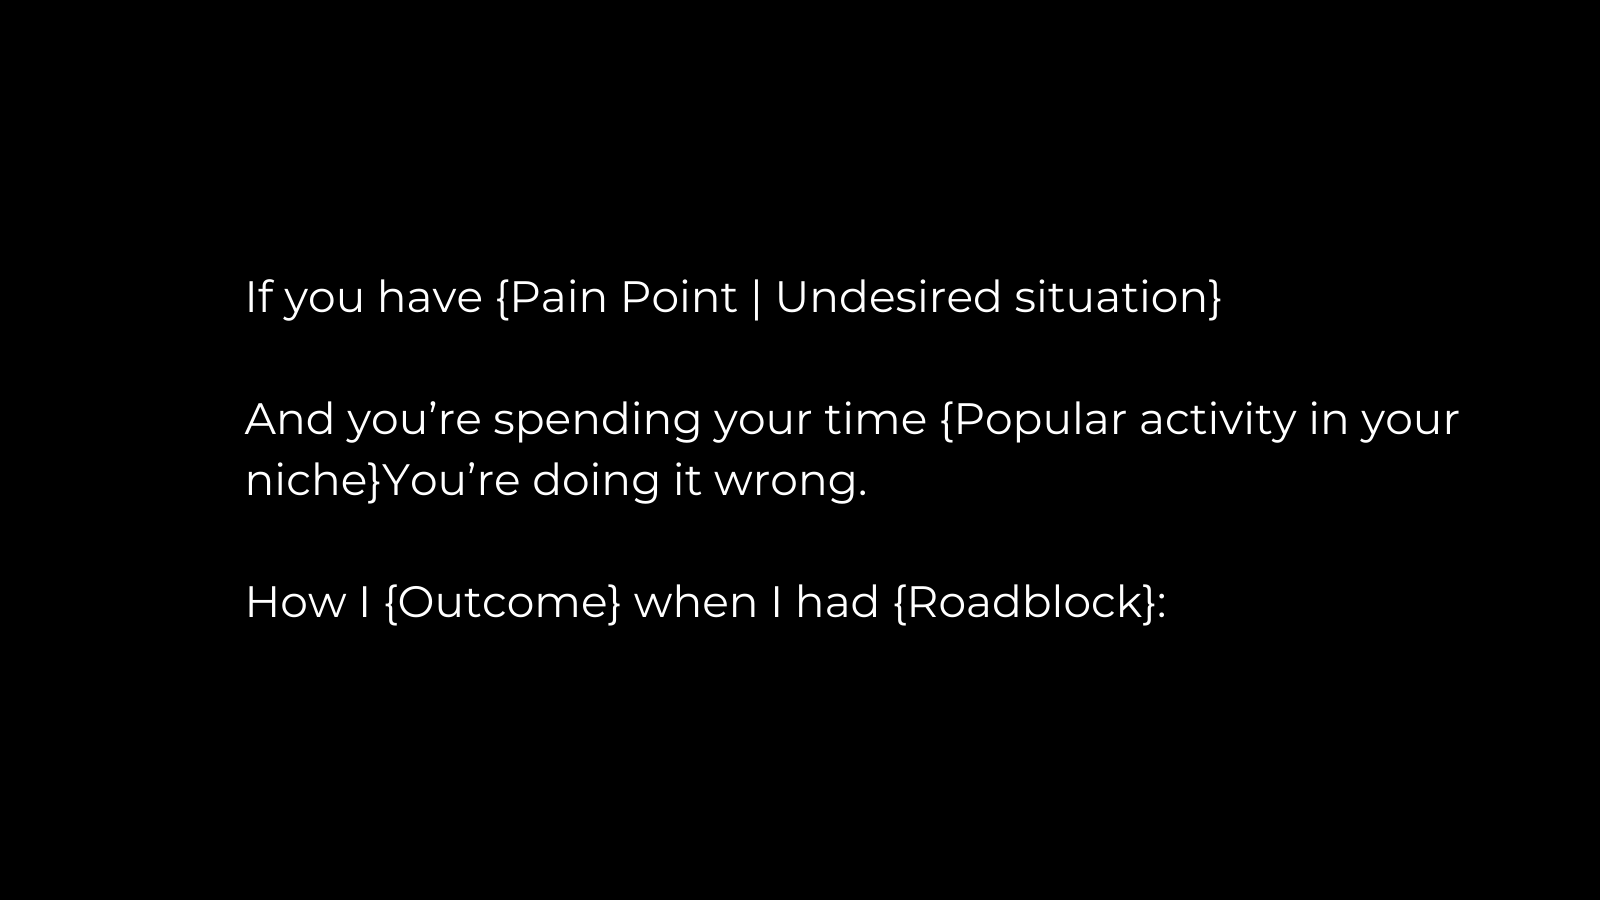 If you have {Pain Point | Undesired situation}
And you’re spending your time {Popular activity in your
niche}You’re doing it wrong.
How I {Outcome} when I had {Roadblock}: